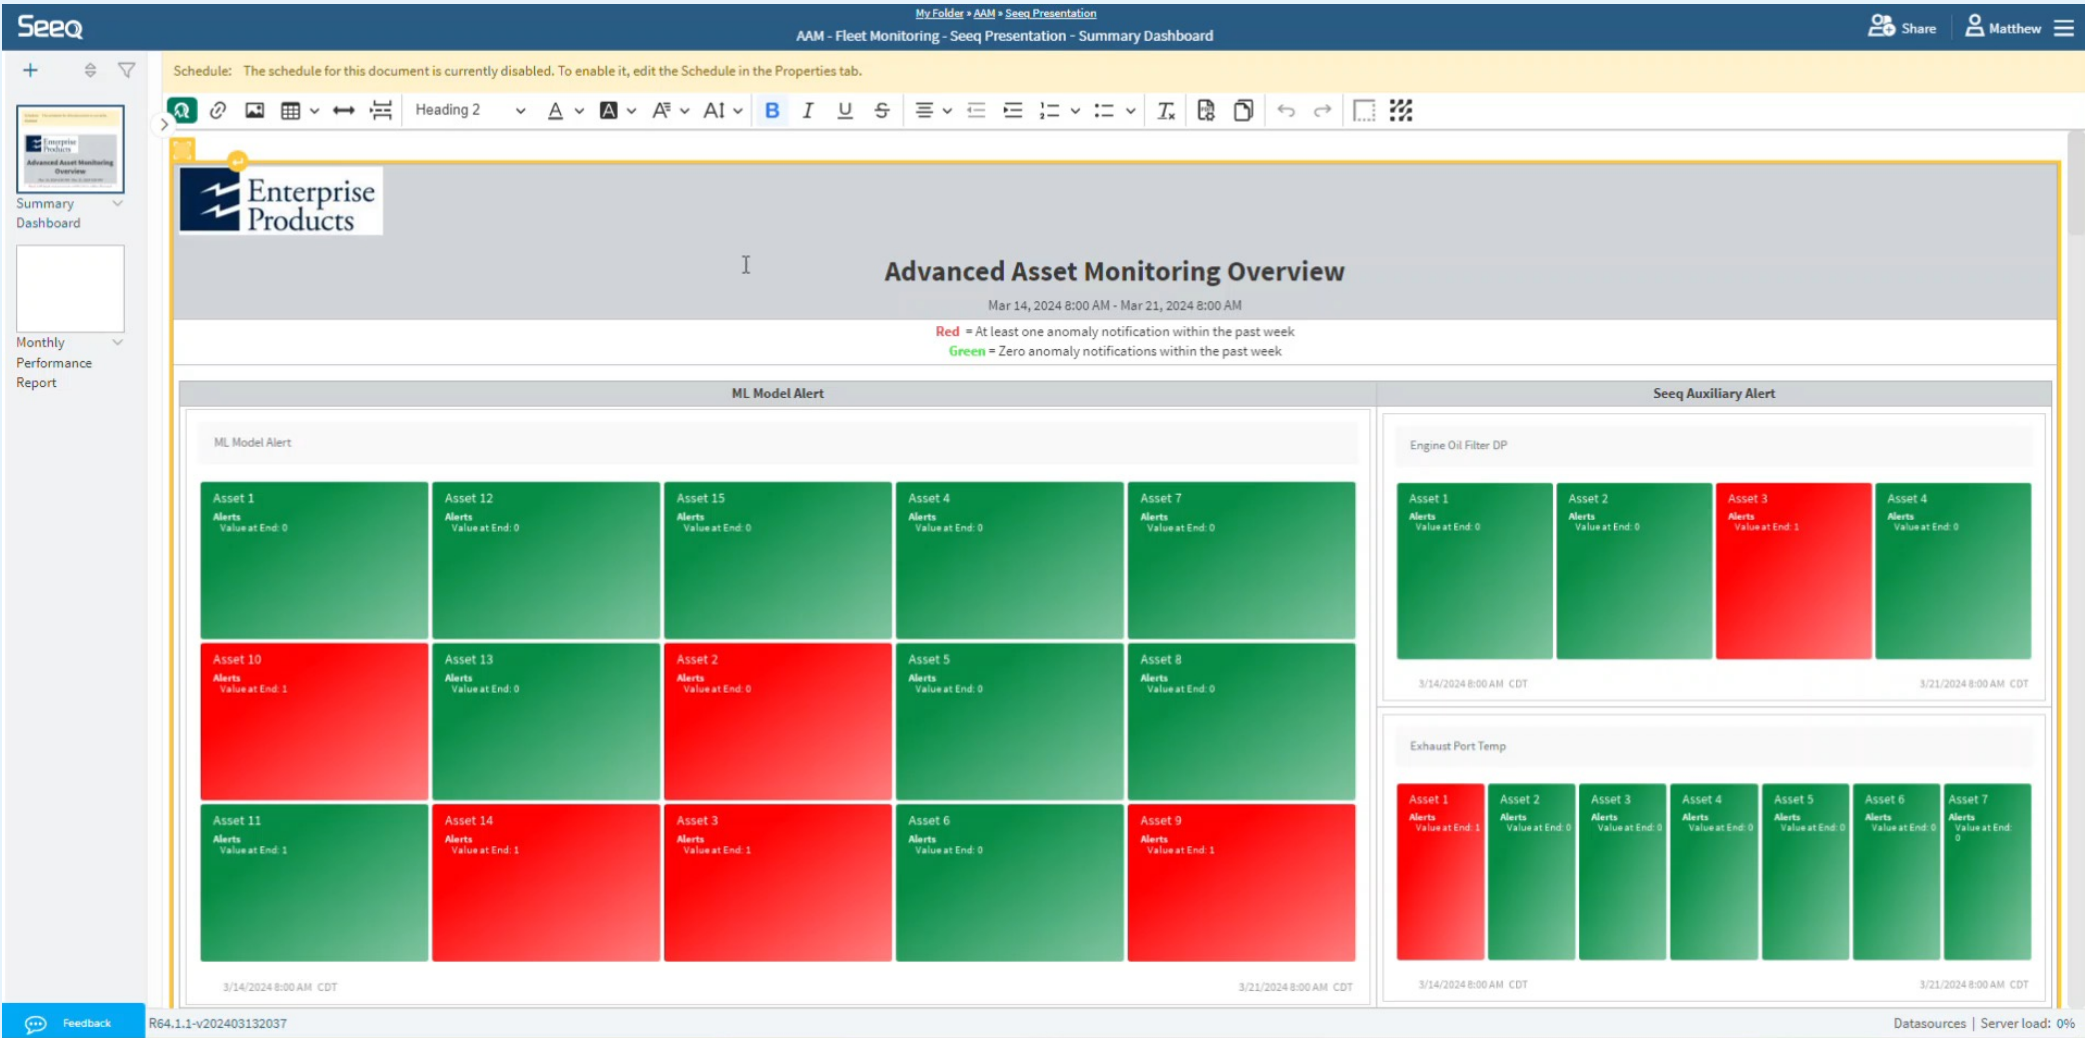 Seeq
My Folder » AAM » Seeq Presentation
AAM - Fleet Monitoring - Seeq Presentation - Summary Dashboard
Share
Matthew
Schedule: The schedule for this document is currently disabled. To enable it, edit the Schedule in the Properties tab.
Heading 2
Enterprise
Products
Advanced Asset Monitoring
Overview
Summary
Dashboard
Monthly
Performance
Report
Enterprise
Products
Advanced Asset Monitoring Overview
Mar 14, 2024 8:00 AM - Mar 21, 2024 8:00 AM
Red = At least one anomaly notification within the past week
Green = Zero anomaly notifications within the past week
ML Model Alert
ML Model Alert
Asset 1
Alerts
Value at End: 0
Asset 12
Alerts
Value at End: 0
Asset 15
Alerts
Value at End: 0
Asset 4
Alerts
Value at End: 0
Asset 7
Alerts
Value at End: 0
Asset 10
Alerts
Value at End: 1
Asset 13
Alerts
Value at End: 0
Asset 2
Alerts
Value at End: 0
Asset 5
Alerts
Value at End: 0
Asset 8
Alerts
Value at End: 0
Asset 11
Alerts
Value at End: 1
Asset 14
Alerts
Value at End: 1
Asset 3
Alerts
Value at End: 1
Asset 6
Alerts
Value at End: 0
Asset 9
Alerts
Value at End: 1
3/14/2024 8:00 AM CDT
3/21/2024 8:00 AM CDT
Seeq Auxiliary Alert
Engine Oil Filter DP
Asset 1
Alerts
Value at End: 0
Asset 2
Alerts
Value at End: 0
Asset 3
Alerts
Value at End: 1
Asset 4
Alerts
Value at End: 0
3/14/2024 8:00 AM CDT
3/21/2024 8:00 AM CDT
Exhaust Port Temp
Asset 1
Alerts
Value at End: 1
Asset 2
Alerts
Value at End: 0
Asset 3
Alerts
Value at End: 0
Asset 4
Alerts
Value at End: 0
Asset 5
Alerts
Value at End: 0
Asset 6
Alerts
Value at End: 0
Asset 7
Alerts
Value at End:
0
3/14/2024 8:00 AM CDT
3/21/2024 8:00 AM CDT
Feedback
R64.1.1-v202403132037
Datasources | Server load: 0%